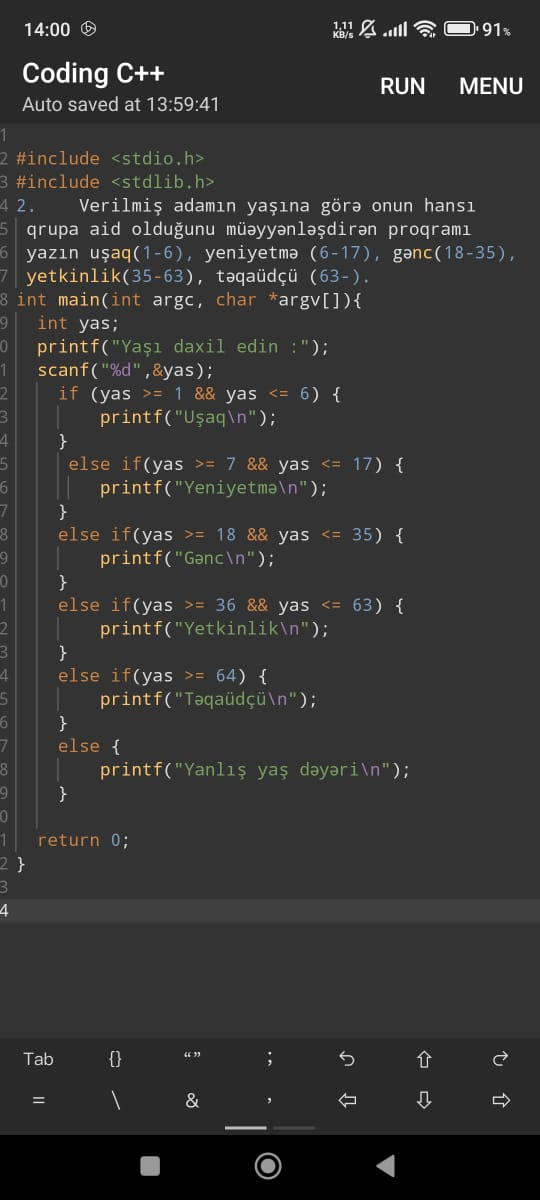 14:00 1,11 KB/s 91%
Coding C++ RUN MENU
Auto saved at 13:59:41
1
2 #include <stdio.h>
3 #include <stdlib.h>
4 2.    Verilmiş adamın yaşına görə onun hansı
5 qrupa aid olduğunu müəyyənləşdirən proqramı
6 yazın uşaq(1-6), yeniyetmə (6-17), gənc(18-35),
7 yetkinlik(35-63), təqaüdçü (63-).
8 int main(int argc, char *argv[]){
9   int yas;
0   printf("Yaşı daxil edin :");
1   scanf("%d",&yas);
2     if (yas >= 1 && yas <= 6) {
3         printf("Uşaq\n");
4     }
5      else if(yas >= 7 && yas <= 17) {
6         printf("Yeniyetmə\n");
7     }
8     else if(yas >= 18 && yas <= 35) {
9         printf("Gənc\n");
0     }
1     else if(yas >= 36 && yas <= 63) {
2         printf("Yetkinlik\n");
3     }
4     else if(yas >= 64) {
5         printf("Təqaüdçü\n");
6     }
7     else {
8         printf("Yanlış yaş dəyəri\n");
9     }
0
1   return 0;
2 }
3
4
Tab {} “” ;
= \ & ,